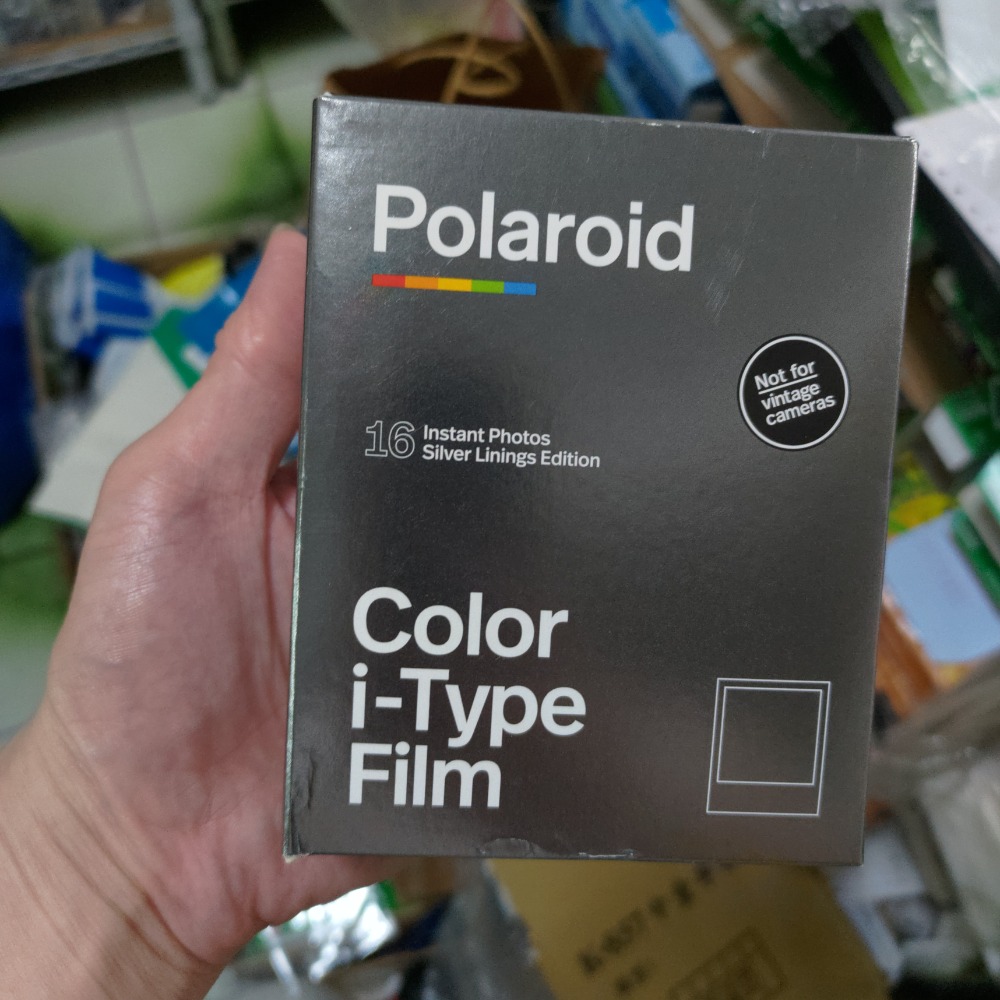 Polaroid
Not for
vintage
cameras
16 Instant Photos
Silver Linings Edition
Color
i-Type
Film